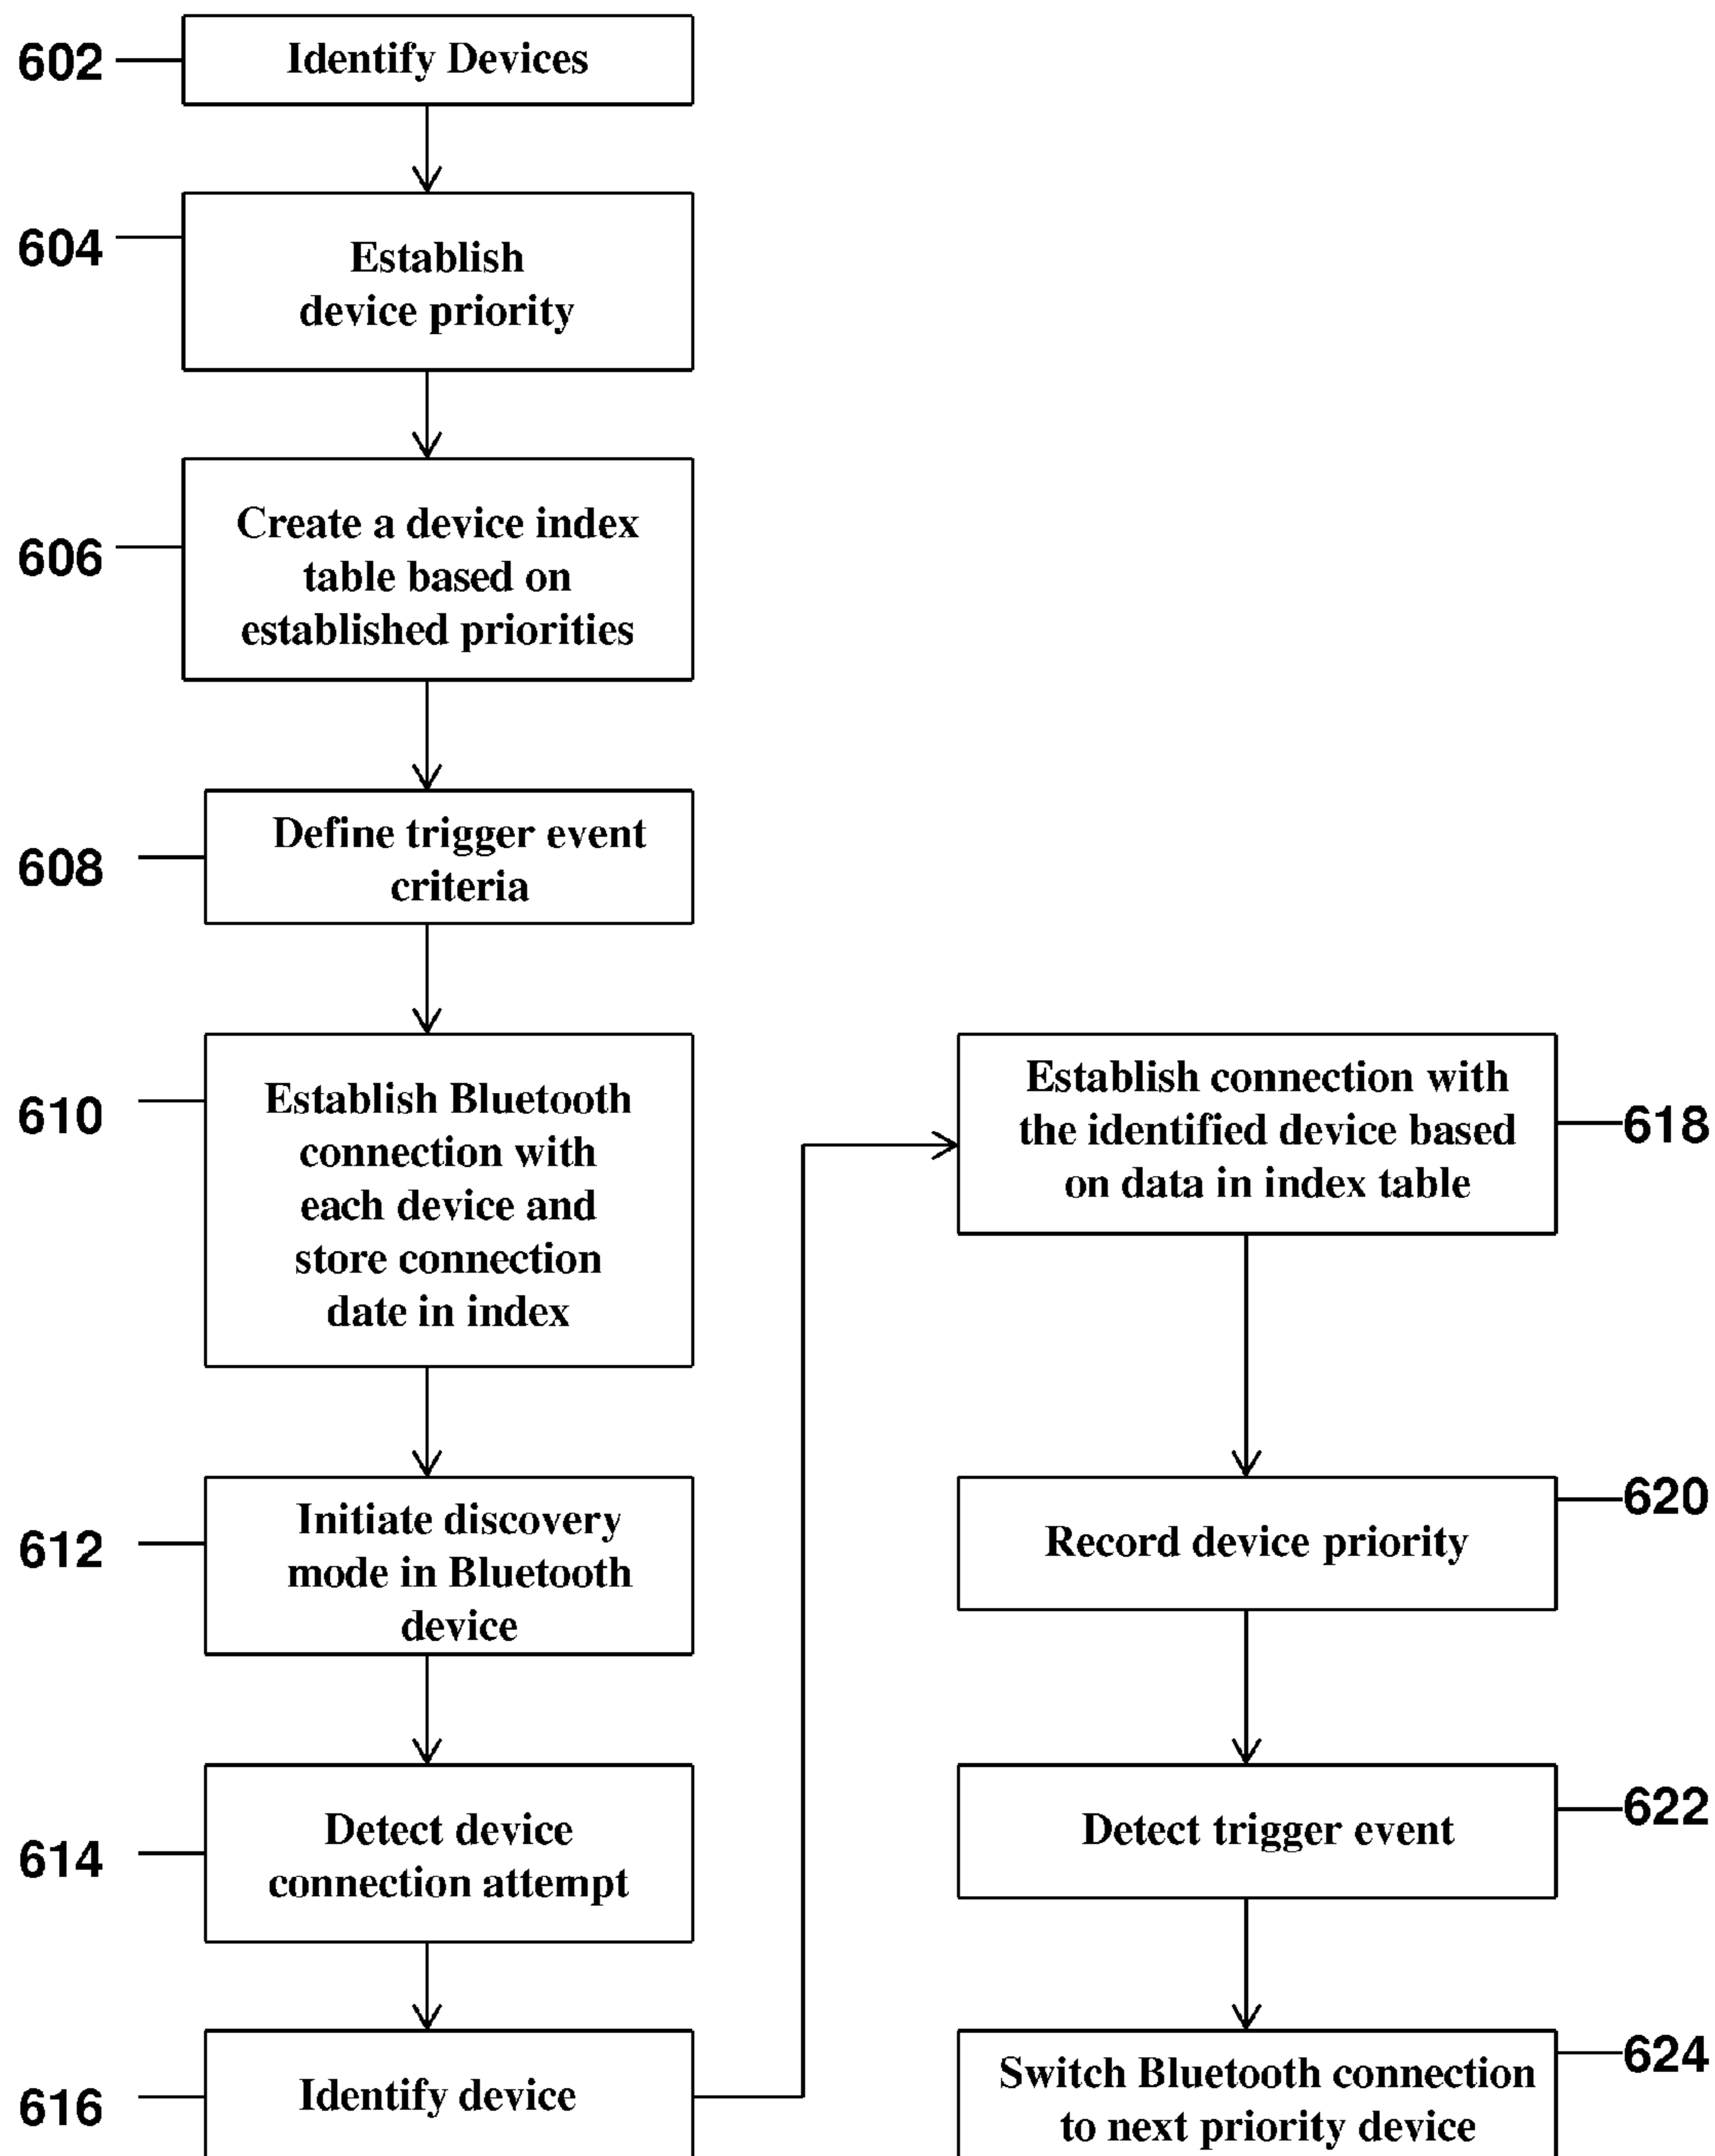 602
Identify Devices
604
Establish
device priority
606
Create a device index
table based on
established priorities
608
Define trigger event
criteria
610
Establish Bluetooth
connection with
each device and
store connection
date in index
612
Initiate discovery
mode in Bluetooth
device
614
Detect device
connection attempt
616
Identify device
Establish connection with
the identified device based
on data in index table
618
Record device priority
620
Detect trigger event
622
Switch Bluetooth connection
to next priority device
624